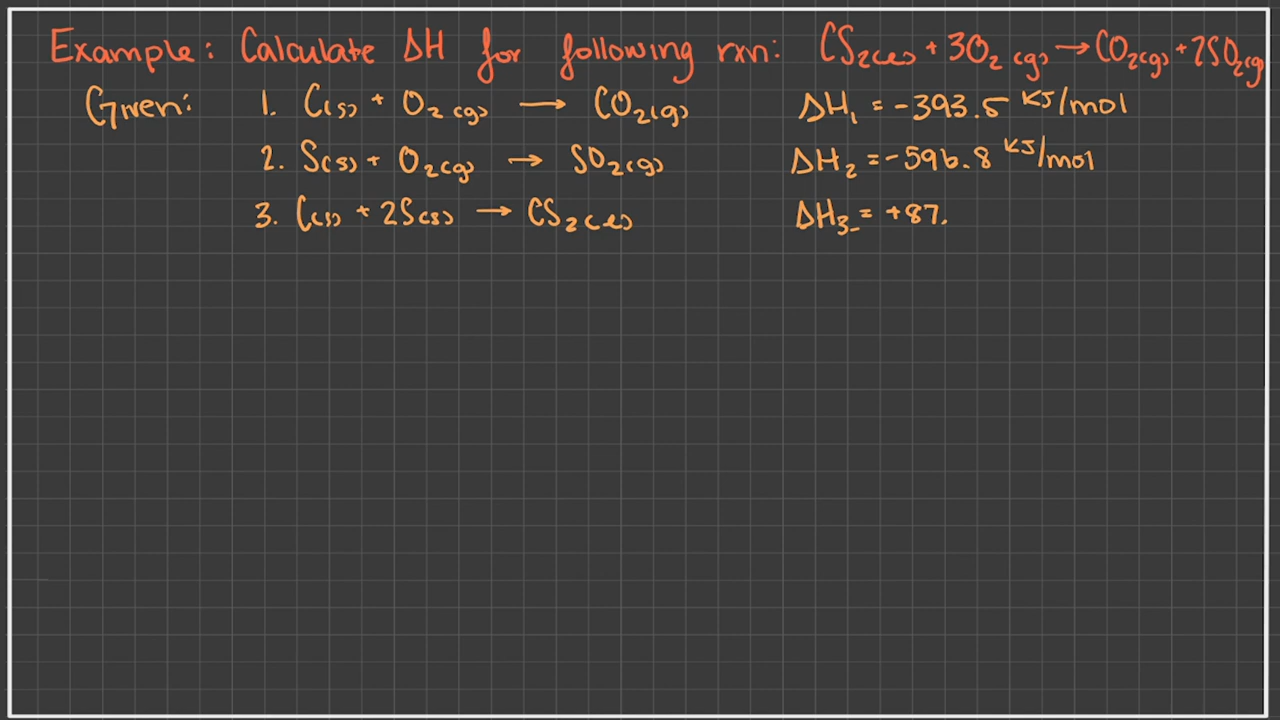 Example: Calculate ΔH for following rxn: CS₂(l) + 3O₂(g) → CO₂(g) + 2SO₂(g)
Given: 1. C(s) + O₂(g) → CO₂(g) ΔH₁ = -393.5 KJ/mol
2. S(s) + O₂(g) → SO₂(g) ΔH₂ = -596.8 KJ/mol
3. C(s) + 2S(s) → CS₂(l) ΔH₃ = +87.